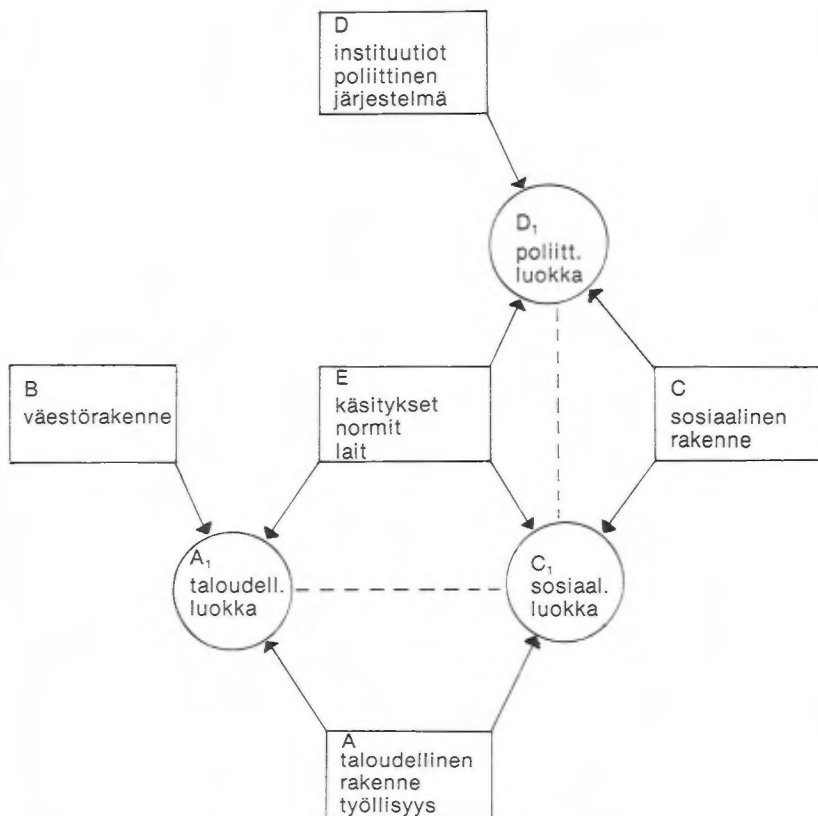 D
instituutiot
poliittinen
järjestelmä
D₁
poliitt.
luokka
B
väestörakenne
E
käsitykset
normit
lait
C
sosiaalinen
rakenne
A₁
taloudell.
luokka
C₁
sosiaal.
luokka
A
taloudellinen
rakenne
työllisyys